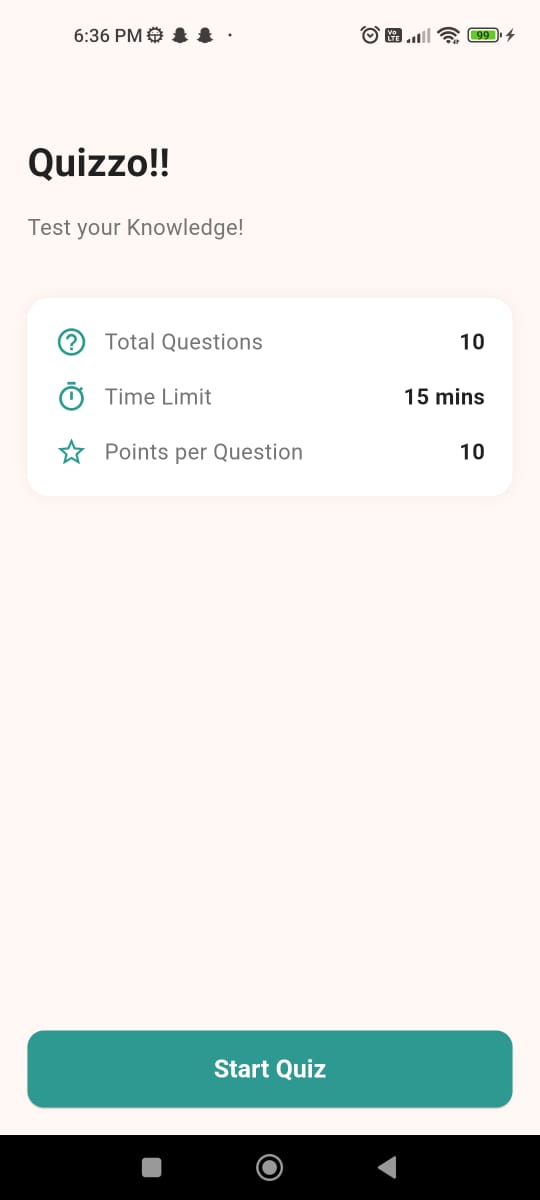 6:36 PM
Vo LTE
99
Quizzo!!
Test your Knowledge!
Total Questions 10
Time Limit 15 mins
Points per Question 10
Start Quiz